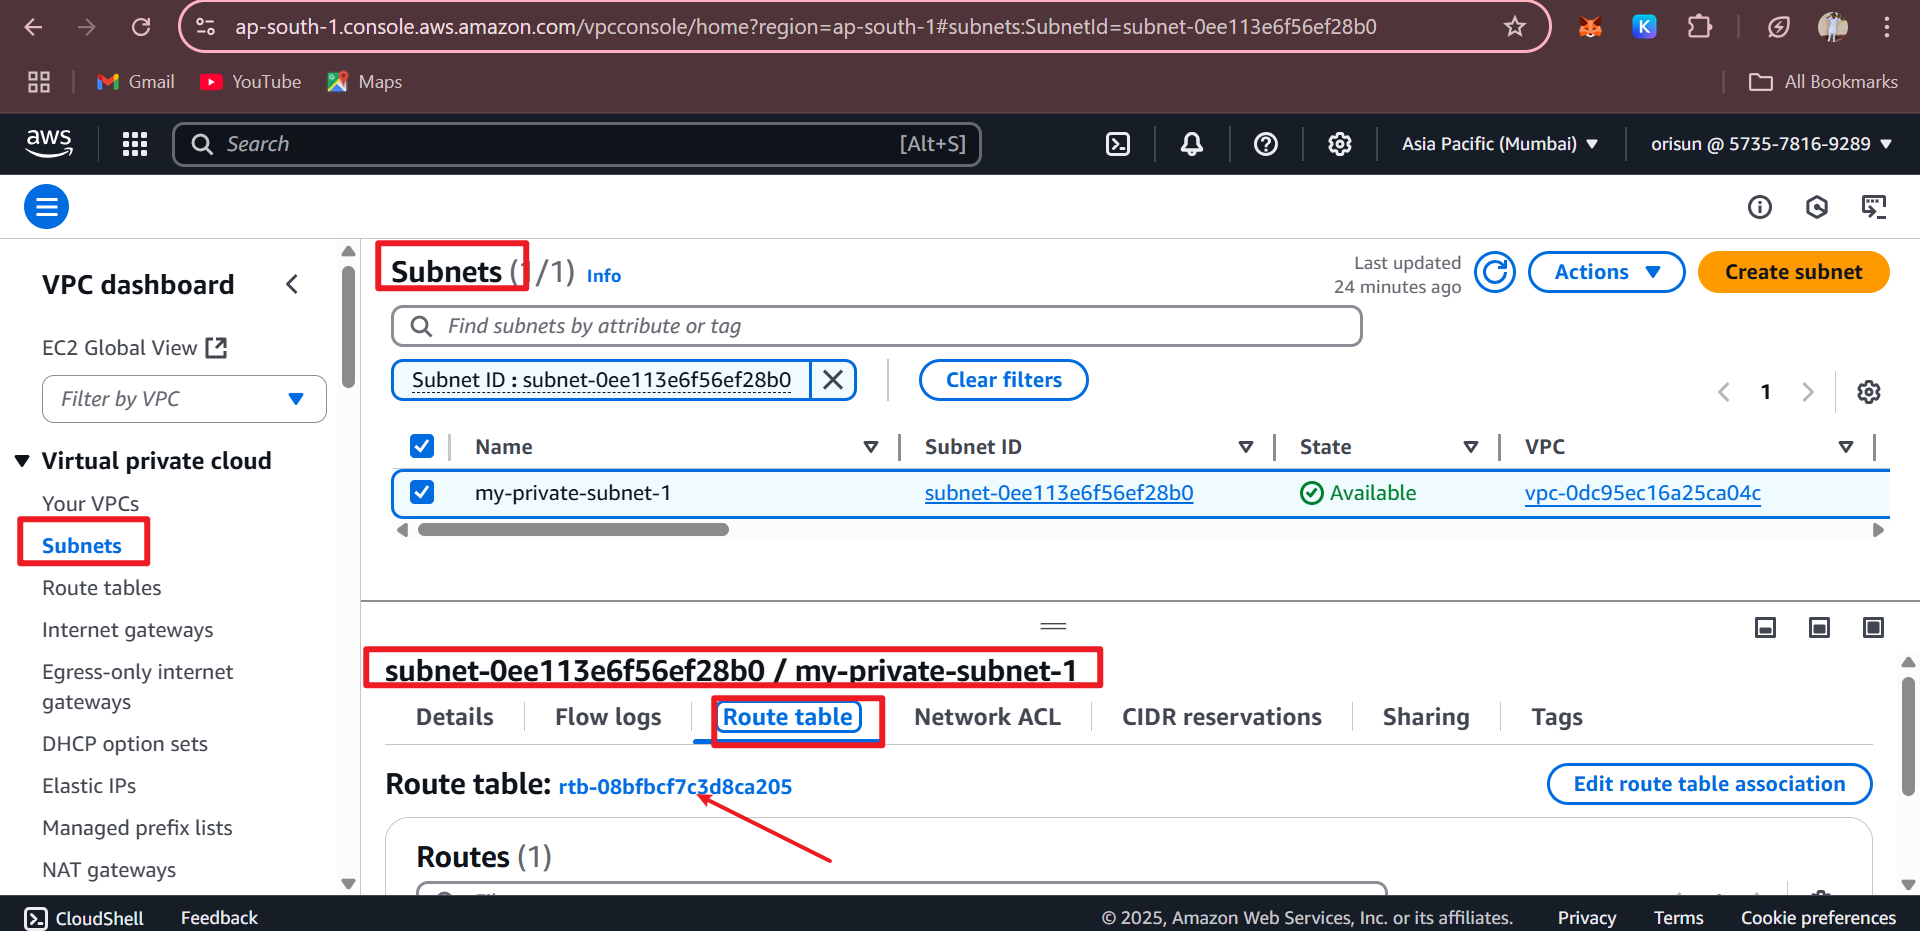 ap-south-1.console.aws.amazon.com/vpcconsole/home?region=ap-south-1#subnets:SubnetId=subnet-0ee113e6f56ef28b0
K
Gmail
YouTube
Maps
All Bookmarks
aws
Search
[Alt+S]
Asia Pacific (Mumbai)
orisun @ 5735-7816-9289
VPC dashboard
EC2 Global View
Filter by VPC
Virtual private cloud
Your VPCs
Subnets
Route tables
Internet gateways
Egress-only internet
gateways
DHCP option sets
Elastic IPs
Managed prefix lists
NAT gateways
Subnets (1/1) Info
Last updated
24 minutes ago
Actions
Create subnet
Find subnets by attribute or tag
Subnet ID : subnet-0ee113e6f56ef28b0
Clear filters
1
Name
Subnet ID
State
VPC
my-private-subnet-1
subnet-0ee113e6f56ef28b0
Available
vpc-0dc95ec16a25ca04c
subnet-0ee113e6f56ef28b0 / my-private-subnet-1
Details
Flow logs
Route table
Network ACL
CIDR reservations
Sharing
Tags
Route table: rtb-08bfbcf7c3d8ca205
Edit route table association
Routes (1)
CloudShell
Feedback
© 2025, Amazon Web Services, Inc. or its affiliates.
Privacy
Terms
Cookie preferences